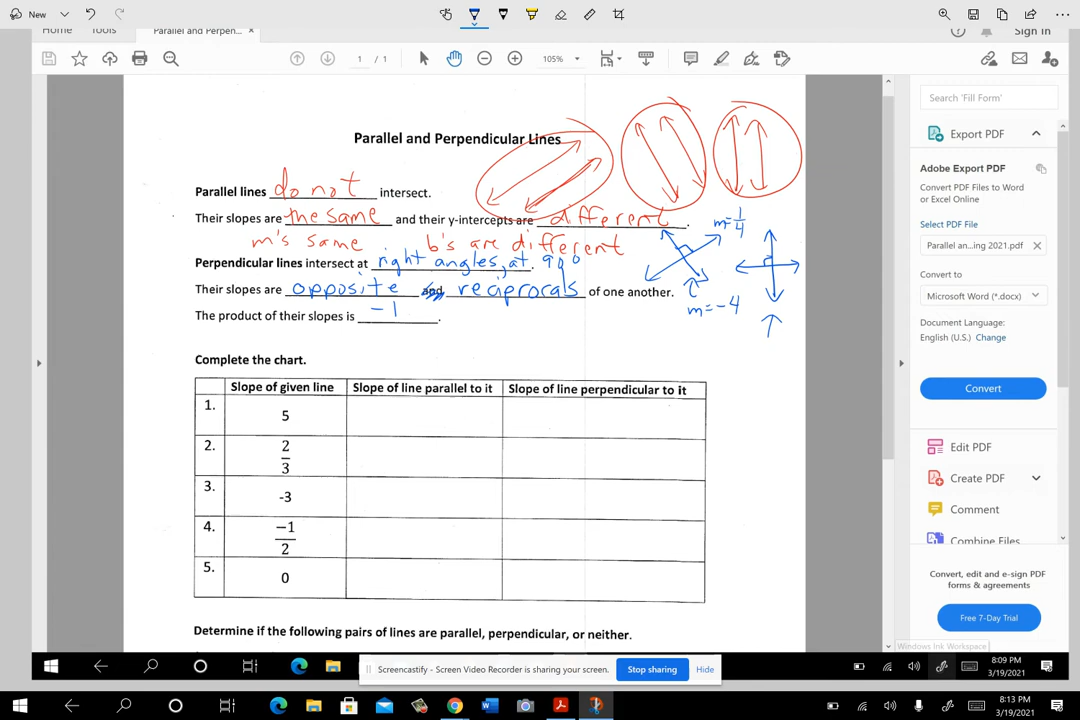 New
Home Tools Parallel and Perpen... × Sign In
1 / 1 105%
Search 'Fill Form'
Parallel and Perpendicular Lines
Export PDF
Adobe Export PDF
Convert PDF Files to Word
or Excel Online
Select PDF File
Parallel an...ing 2021.pdf
Convert to
Microsoft Word (*.docx)
Document Language:
English (U.S.) Change
Convert
Edit PDF
Create PDF
Comment
Combine Files
Convert, edit and e-sign PDF
forms & agreements
Free 7-Day Trial
Windows Ink Workspace
Parallel lines do not intersect.
Their slopes are the same and their y-intercepts are different.
m's same b's are different
m=1/4
Perpendicular lines intersect at right angles, at 90°.
Their slopes are opposite and reciprocals of one another.
m=-4
The product of their slopes is -1.
Complete the chart.
Slope of given line Slope of line parallel to it Slope of line perpendicular to it
1. 5
2. 2/3
3. -3
4. −1/2
5. 0
Determine if the following pairs of lines are parallel, perpendicular, or neither.
Screencastify - Screen Video Recorder is sharing your screen. Stop sharing Hide
8:09 PM
3/19/2021
8:13 PM
3/19/2021